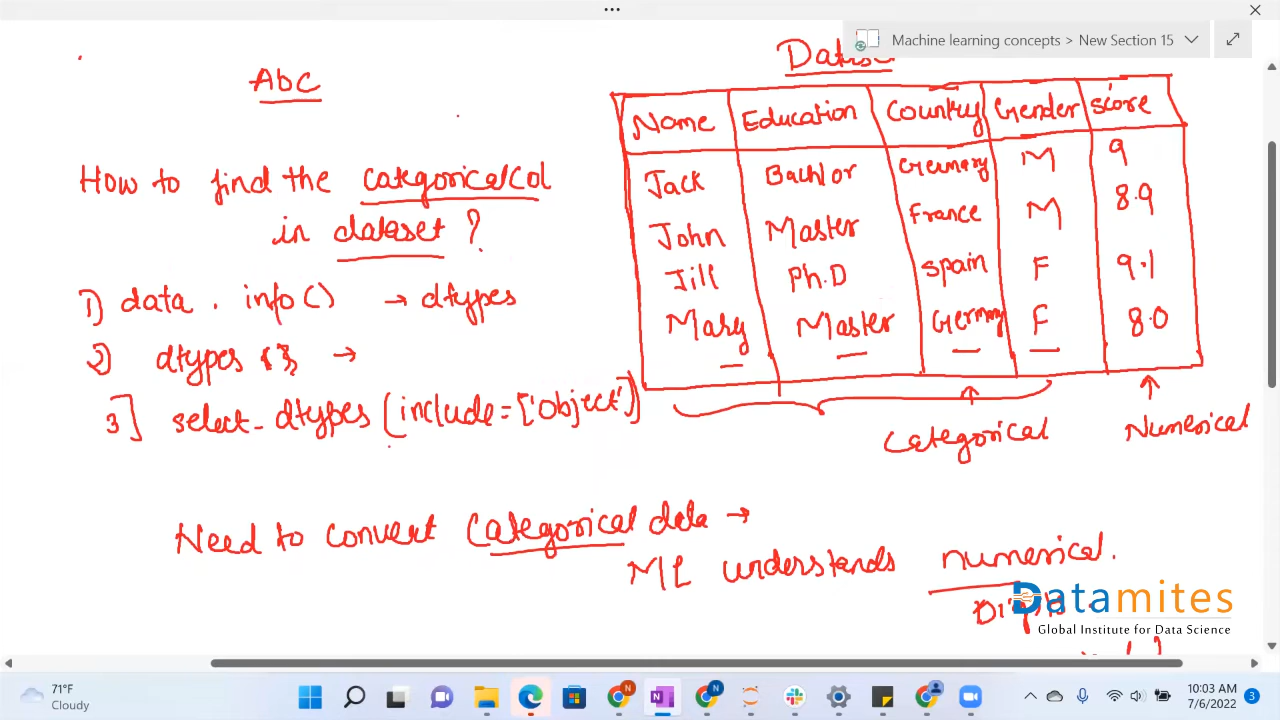 Machine learning concepts > New Section 15
Abc
How to find the categorical col
in dataset ?
1) data . info() → dtypes
2) dtypes →
3] select_dtypes (include=['Object'])
Name Education Country Gender Score
Jack Bachlor Germany M 9
John Master France M 8.9
Jill Ph.D Spain F 9.1
Mary Master Germany F 8.0
Categorical
Numerical
Need to convert Categorical data →
ML understands numerical.
Datamites
Global Institute for Data Science
71°F
Cloudy
10:03 AM
7/6/2022
3